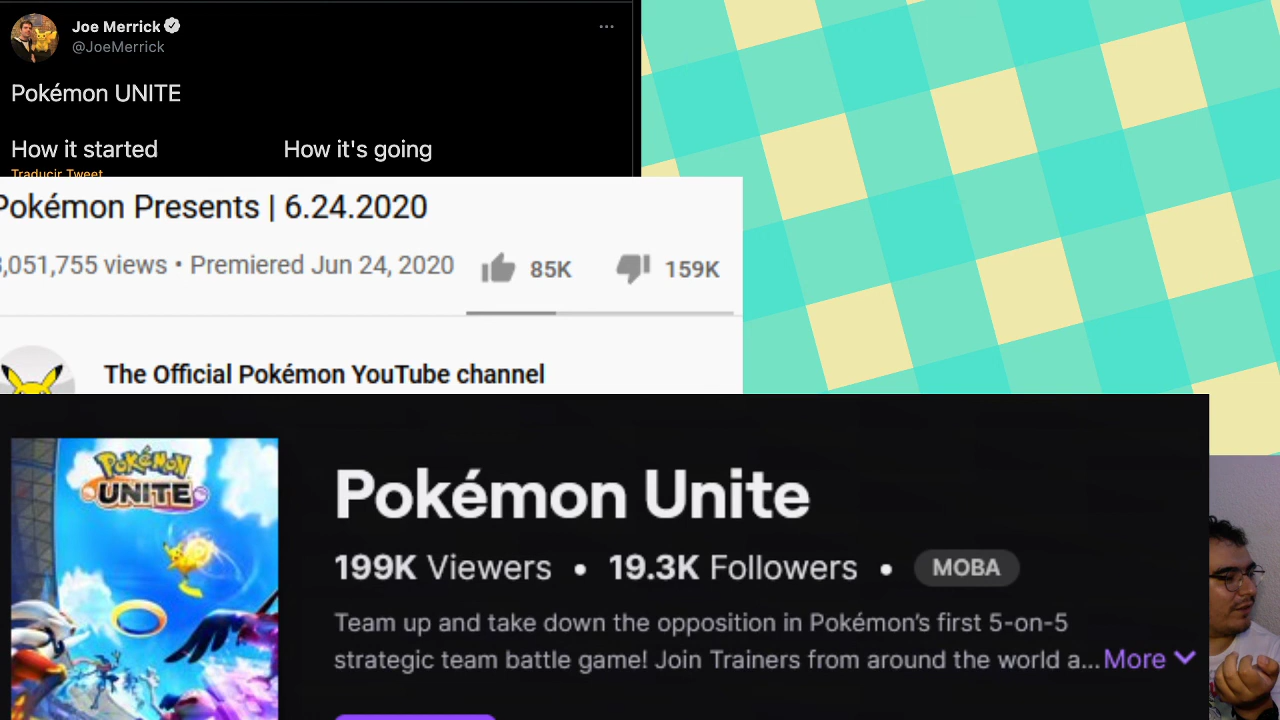 Joe Merrick
@JoeMerrick
Pokémon UNITE
How it started How it's going
Traducir Tweet
Pokémon Presents | 6.24.2020
,051,755 views • Premiered Jun 24, 2020 85K 159K
The Official Pokémon YouTube channel
POKÉMON
UNITE
Pokémon Unite
199K Viewers • 19.3K Followers • MOBA
Team up and take down the opposition in Pokémon's first 5-on-5
strategic team battle game! Join Trainers from around the world a... More